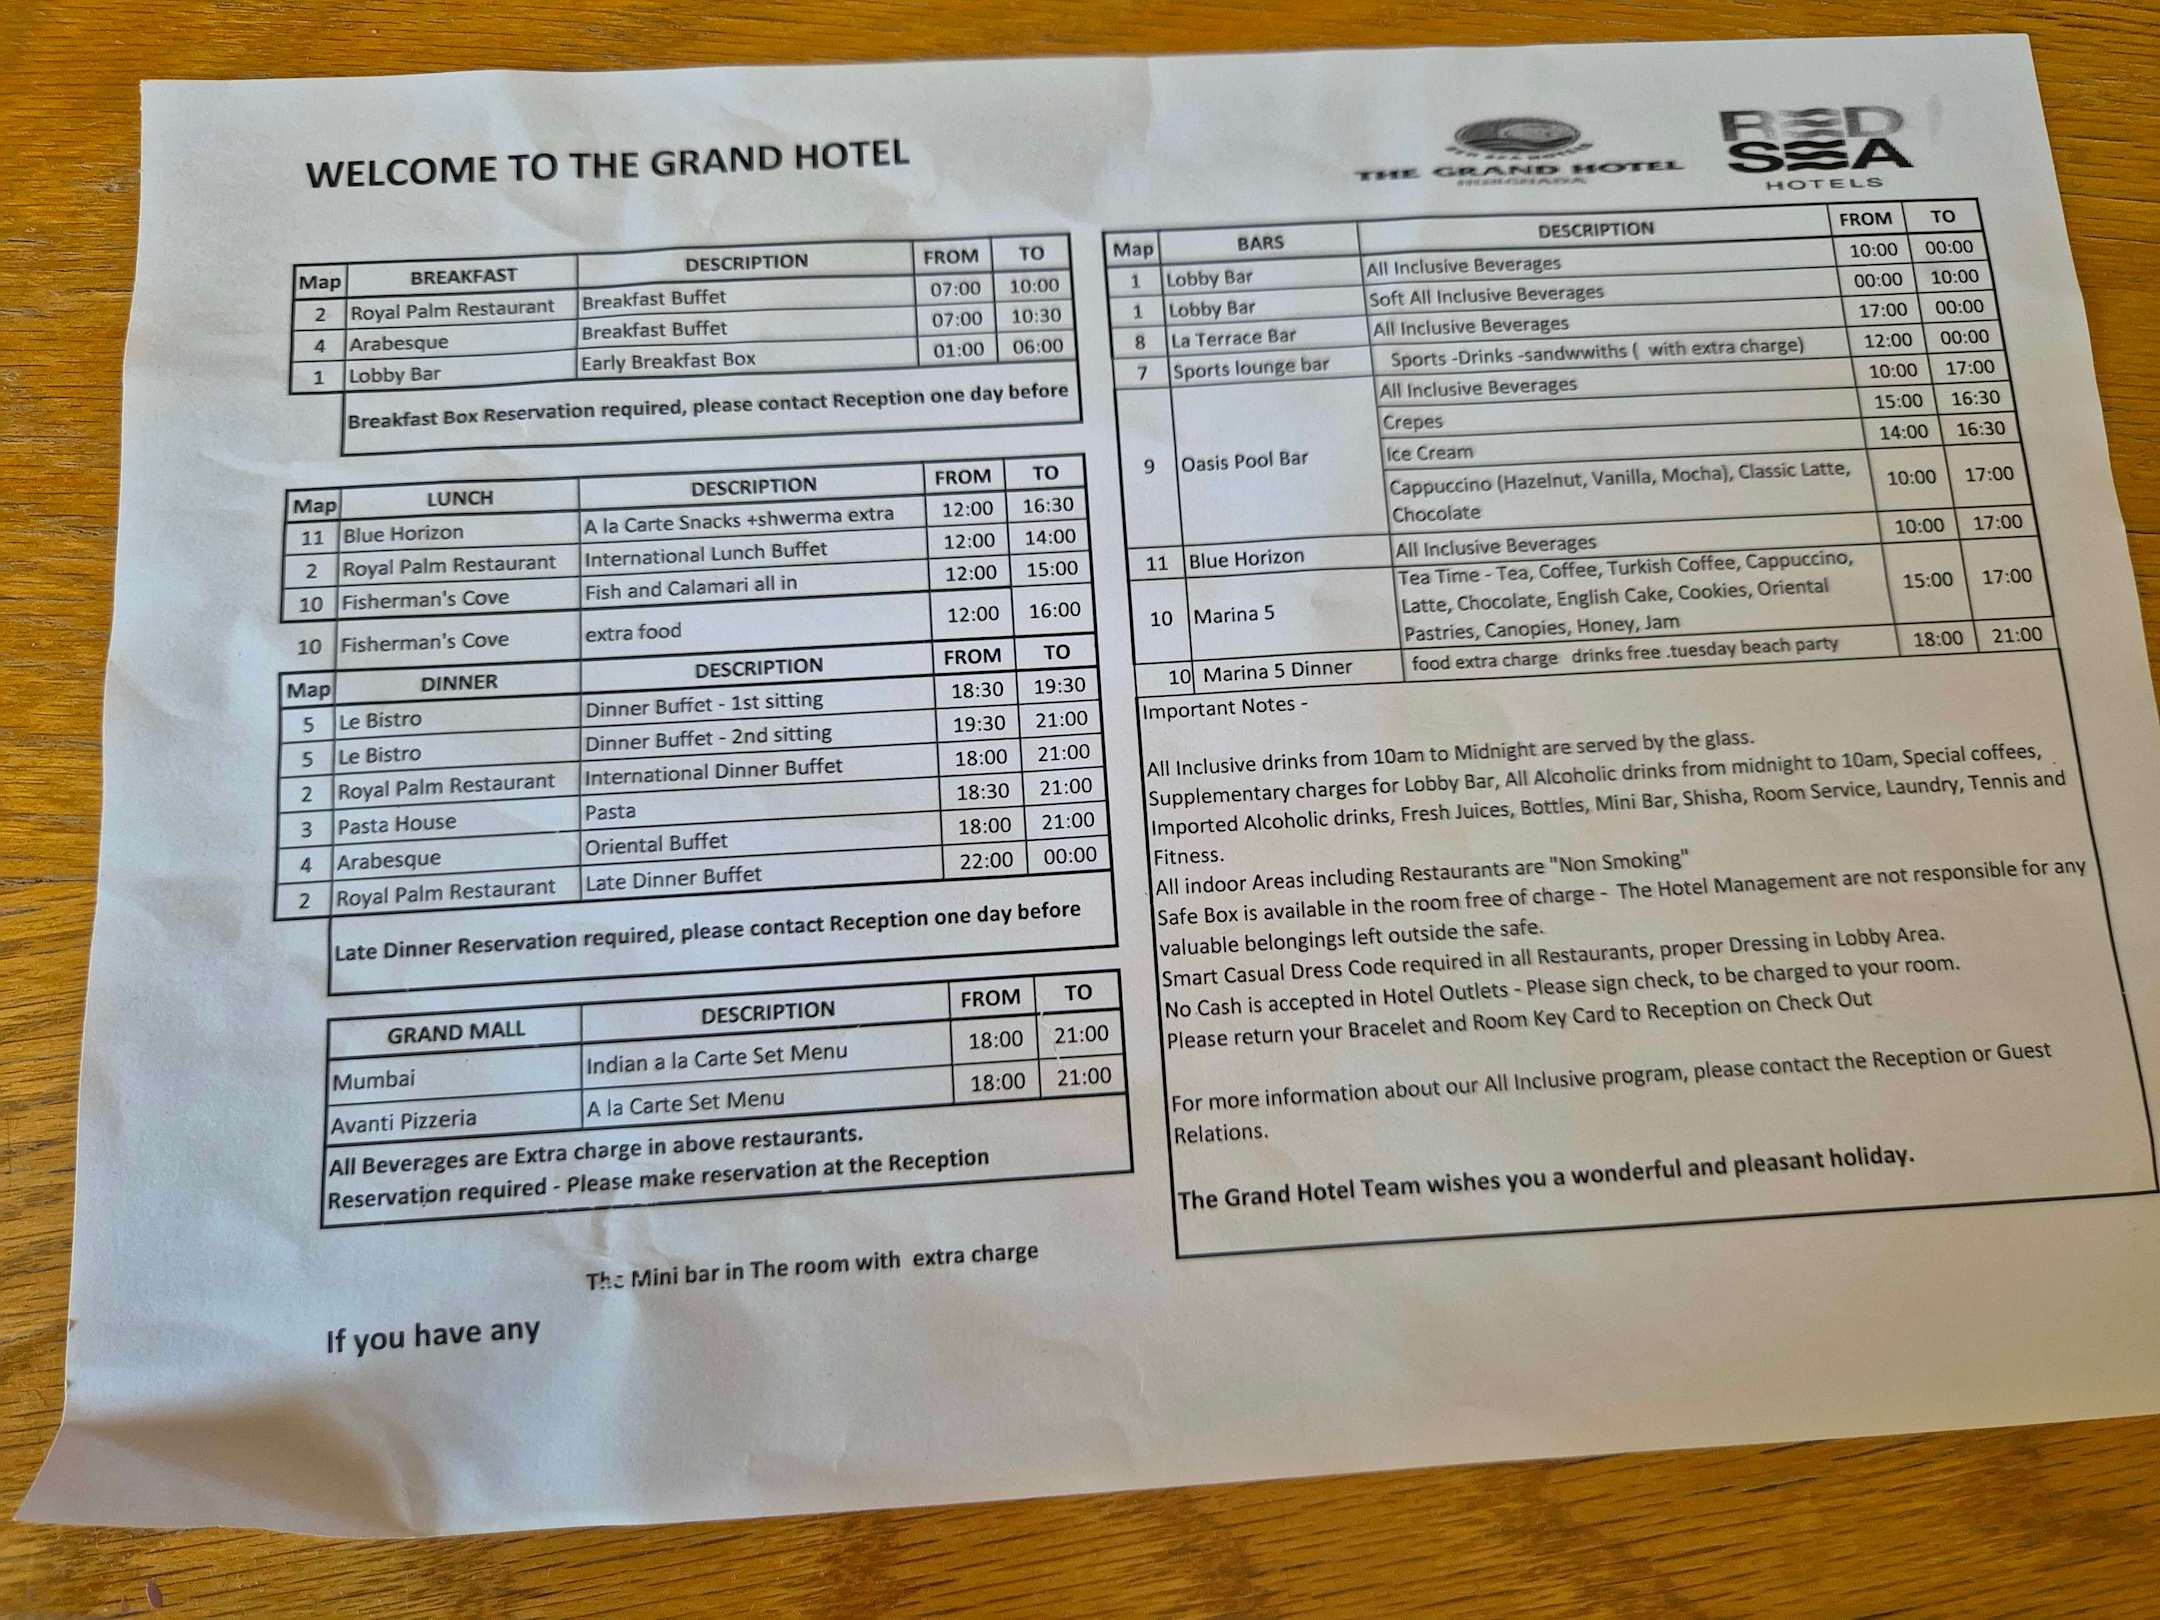 WELCOME TO THE GRAND HOTEL
THE GRAND HOTEL
HURGHADA
RED
SEA
HOTELS
Map BREAKFAST DESCRIPTION FROM TO
2 Royal Palm Restaurant Breakfast Buffet 07:00 10:00
4 Arabesque Breakfast Buffet 07:00 10:30
1 Lobby Bar Early Breakfast Box 01:00 06:00
Breakfast Box Reservation required, please contact Reception one day before
Map LUNCH DESCRIPTION FROM TO
11 Blue Horizon A la Carte Snacks +shwerma extra 12:00 16:30
2 Royal Palm Restaurant International Lunch Buffet 12:00 14:00
10 Fisherman's Cove Fish and Calamari all in 12:00 15:00
10 Fisherman's Cove extra food 12:00 16:00
Map DINNER DESCRIPTION FROM TO
5 Le Bistro Dinner Buffet - 1st sitting 18:30 19:30
5 Le Bistro Dinner Buffet - 2nd sitting 19:30 21:00
2 Royal Palm Restaurant International Dinner Buffet 18:00 21:00
3 Pasta House Pasta 18:30 21:00
4 Arabesque Oriental Buffet 18:00 21:00
2 Royal Palm Restaurant Late Dinner Buffet 22:00 00:00
Late Dinner Reservation required, please contact Reception one day before
GRAND MALL DESCRIPTION FROM TO
Mumbai Indian a la Carte Set Menu 18:00 21:00
Avanti Pizzeria A la Carte Set Menu 18:00 21:00
All Beverages are Extra charge in above restaurants.
Reservation required - Please make reservation at the Reception
The Mini bar in The room with extra charge
If you have any
Map BARS DESCRIPTION FROM TO
1 Lobby Bar All Inclusive Beverages 10:00 00:00
1 Lobby Bar Soft All Inclusive Beverages 00:00 10:00
8 La Terrace Bar All Inclusive Beverages 17:00 00:00
7 Sports lounge bar Sports -Drinks -sandwwiths ( with extra charge) 12:00 00:00
9 Oasis Pool Bar All Inclusive Beverages 10:00 17:00
Crepes 15:00 16:30
Ice Cream 14:00 16:30
Cappuccino (Hazelnut, Vanilla, Mocha), Classic Latte, 10:00 17:00
Chocolate
11 Blue Horizon All Inclusive Beverages 10:00 17:00
10 Marina 5 Tea Time - Tea, Coffee, Turkish Coffee, Cappuccino, 15:00 17:00
Latte, Chocolate, English Cake, Cookies, Oriental
Pastries, Canopies, Honey, Jam
10 Marina 5 Dinner food extra charge drinks free .tuesday beach party 18:00 21:00
Important Notes -
All Inclusive drinks from 10am to Midnight are served by the glass.
Supplementary charges for Lobby Bar, All Alcoholic drinks from midnight to 10am, Special coffees,
Imported Alcoholic drinks, Fresh Juices, Bottles, Mini Bar, Shisha, Room Service, Laundry, Tennis and
Fitness.
All indoor Areas including Restaurants are "Non Smoking"
Safe Box is available in the room free of charge - The Hotel Management are not responsible for any
valuable belongings left outside the safe.
Smart Casual Dress Code required in all Restaurants, proper Dressing in Lobby Area.
No Cash is accepted in Hotel Outlets - Please sign check, to be charged to your room.
Please return your Bracelet and Room Key Card to Reception on Check Out
For more information about our All Inclusive program, please contact the Reception or Guest
Relations.
The Grand Hotel Team wishes you a wonderful and pleasant holiday.